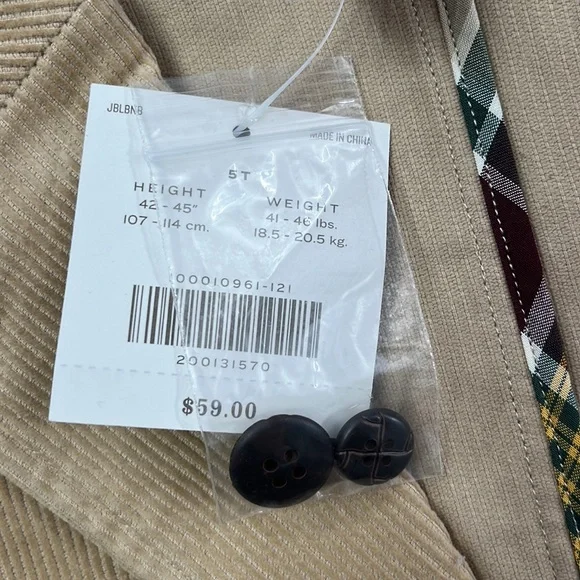 JBLBNB
MADE IN CHINA
5T
HEIGHT
42 - 45"
107 - 114 cm.
WEIGHT
41 - 46 lbs.
18.5 - 20.5 kg.
00010961-121
200131570
$59.00